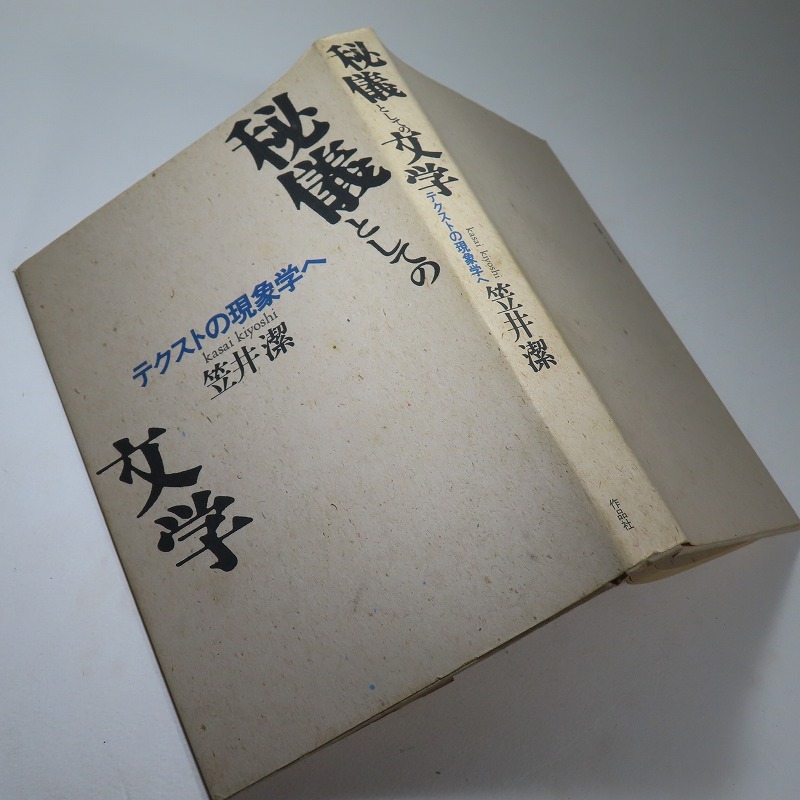 秘儀としての
文学
テクストの現象学へ
kasai kiyoshi
笠井潔
秘儀としての文学
テクストの現象学へ
kasai kiyoshi
笠井潔
作品社